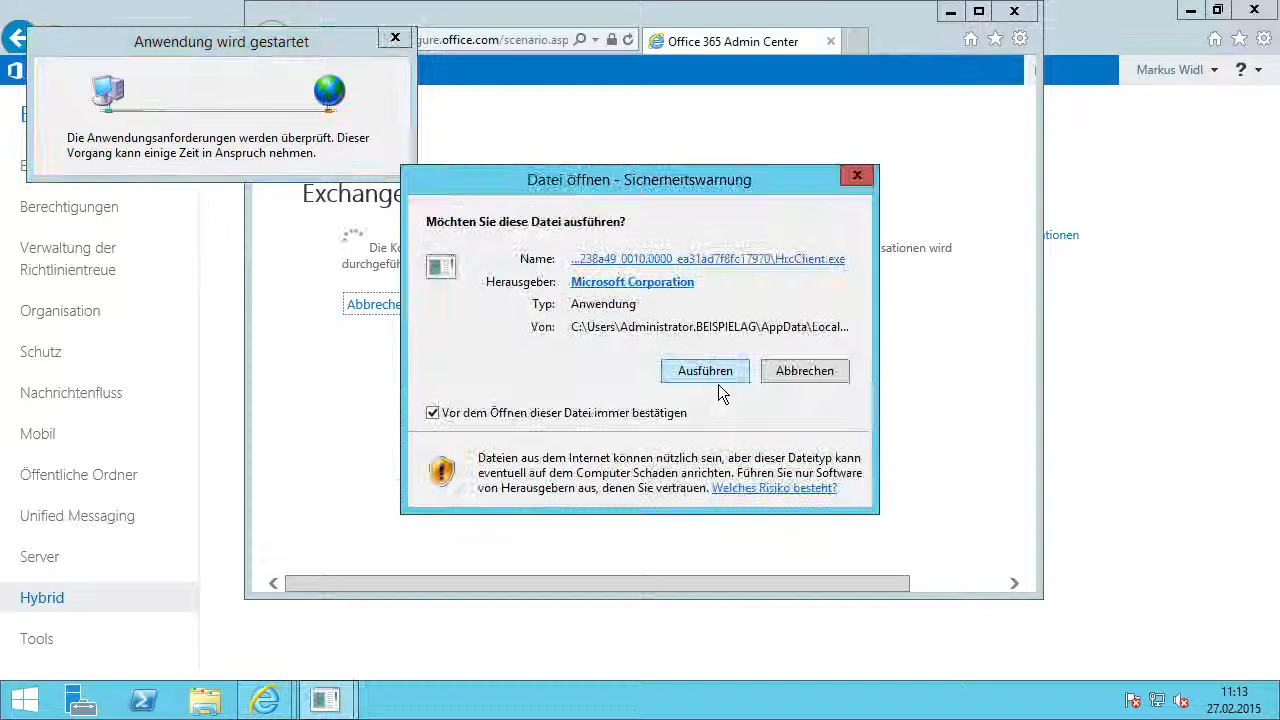 Anwendung wird gestartet
Die Anwendungsanforderungen werden überprüft. Dieser
Vorgang kann einige Zeit in Anspruch nehmen.
gure.office.com/scenario.asp
Office 365 Admin Center
Markus Widl
?
Berechtigungen
Verwaltung der
Richtlinientreue
Organisation
Schutz
Nachrichtenfluss
Mobil
Öffentliche Ordner
Unified Messaging
Server
Hybrid
Tools
Exchange
Die Ko
durchgefüh
sationen wird
Abbreche
tionen
Datei öffnen - Sicherheitswarnung
Möchten Sie diese Datei ausführen?
Name: ...238a49_0010.0000_ea31ad7f8fc17970\HrcClient.exe
Herausgeber: Microsoft Corporation
Typ: Anwendung
Von: C:\Users\Administrator.BEISPIELAG\AppData\Local...
Ausführen
Abbrechen
Vor dem Öffnen dieser Datei immer bestätigen
Dateien aus dem Internet können nützlich sein, aber dieser Dateityp kann
eventuell auf dem Computer Schaden anrichten. Führen Sie nur Software
von Herausgebern aus, denen Sie vertrauen. Welches Risiko besteht?
11:13
27.02.2015